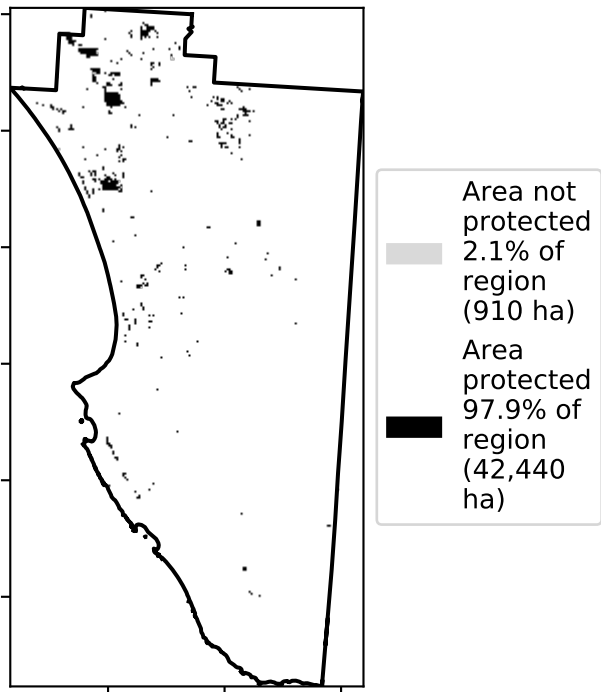 Area not
protected
2.1% of
region
(910 ha)
Area
protected
97.9% of
region
(42,440
ha)